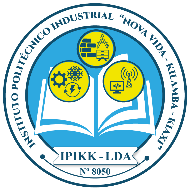 INSTITUTO POLITÉCNICO INDUSTRIAL "NOVA VIDA - KILAMBA - KIAXI"
IPIKK - LDA
Nº 8050